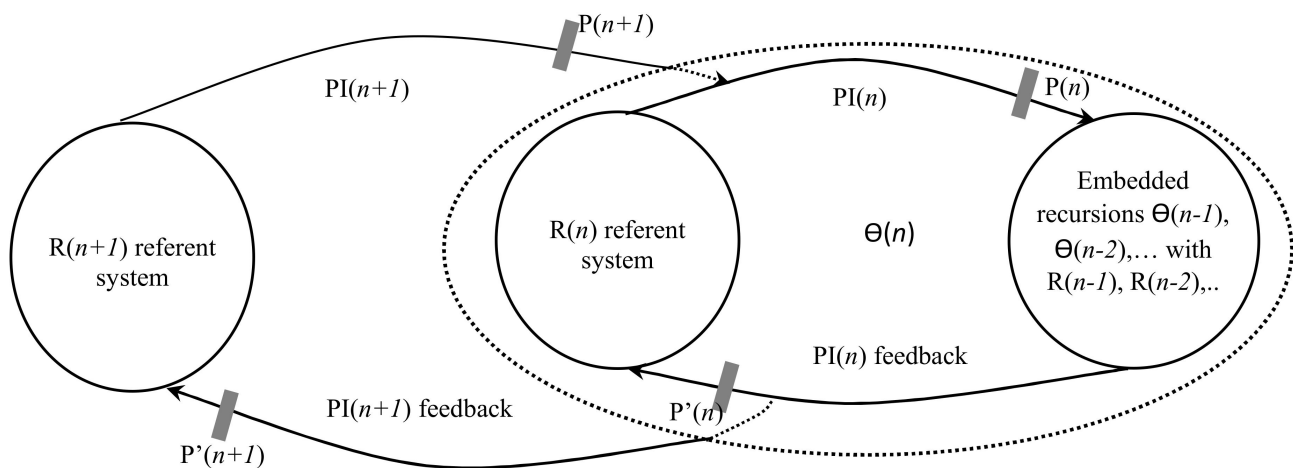 P(n+1)
PI(n+1)
PI(n)
P(n)
R(n+1) referent
system
R(n) referent
system
ϴ(n)
Embedded
recursions ϴ(n-1),
ϴ(n-2),… with
R(n-1), R(n-2),..
PI(n) feedback
P’(n)
PI(n+1) feedback
P’(n+1)